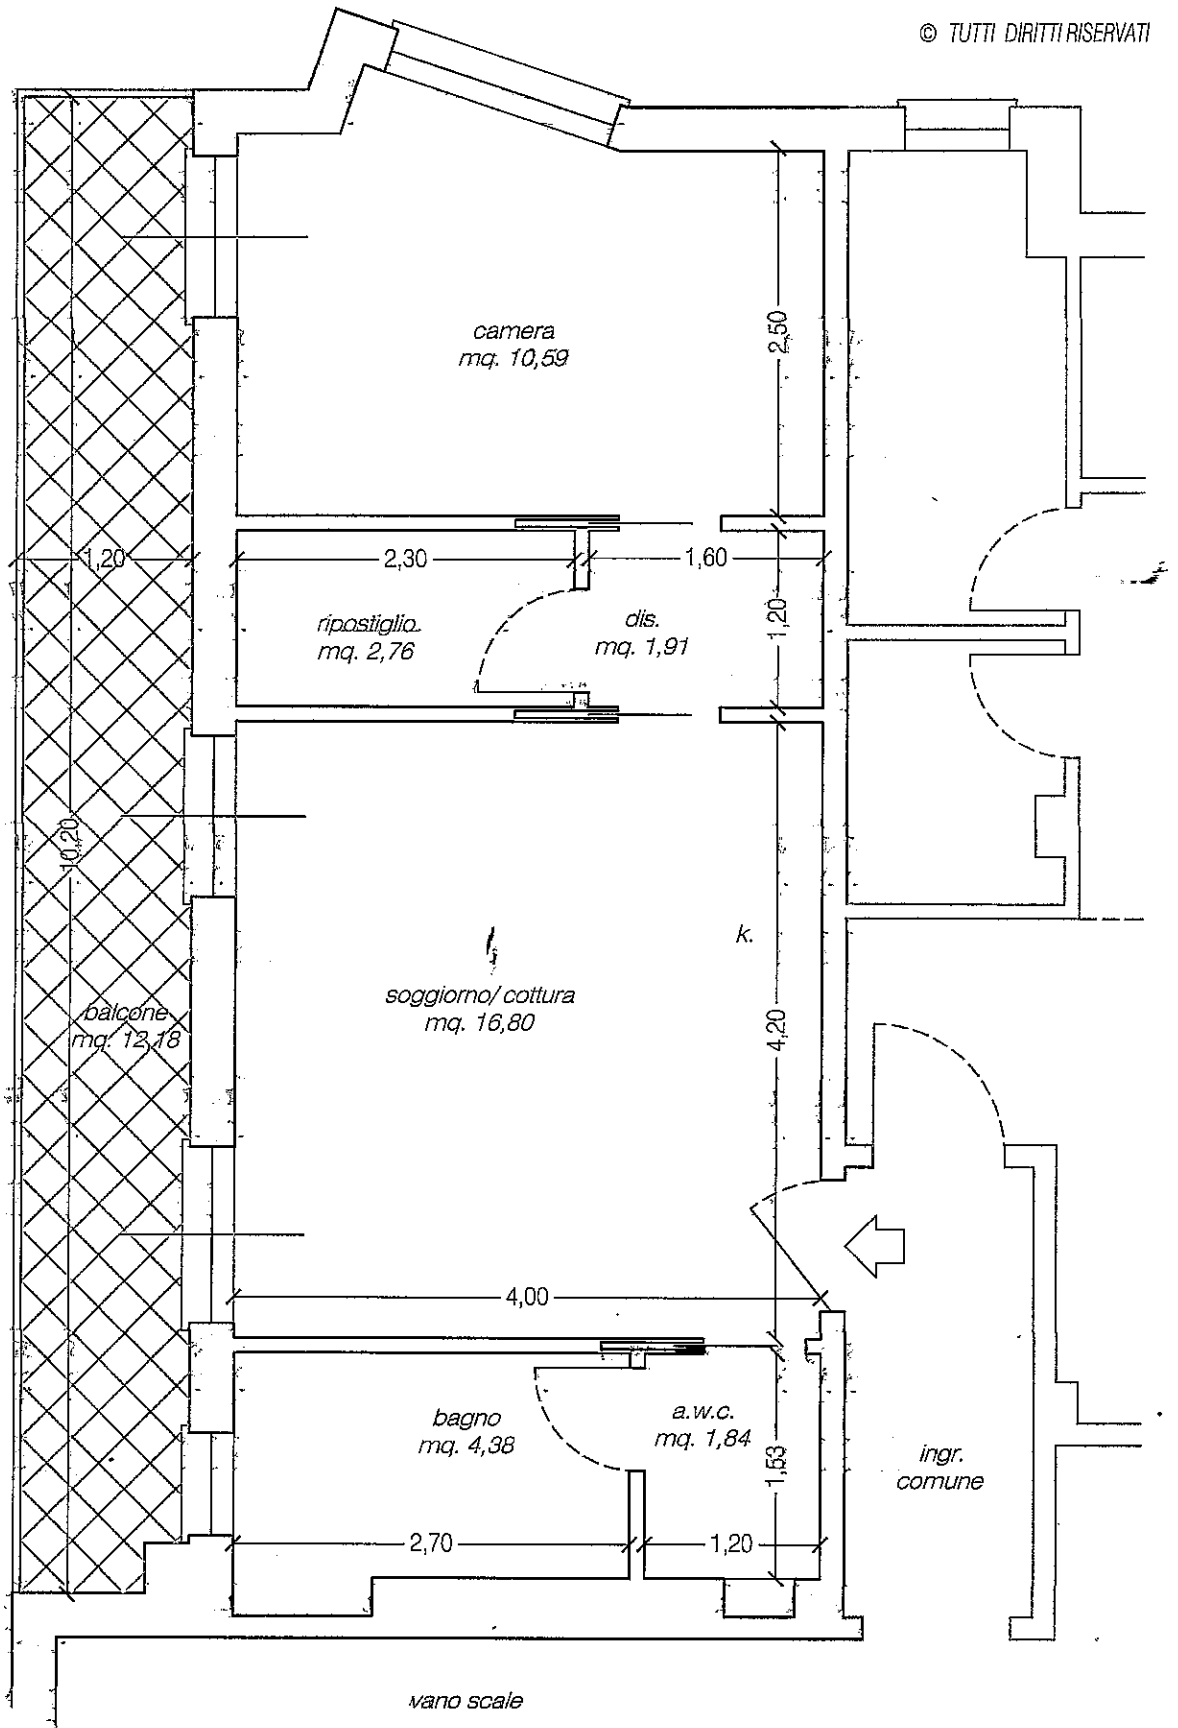 © TUTTI DIRITTI RISERVATI
camera
mq. 10,59
2,50
1,20
2,30
1,60
ripostiglio
mq. 2,76
dis.
mq. 1,91
1,20
10,20
k.
balcone
mq. 12,18
soggiorno/cottura
mq. 16,80
4,20
4,00
bagno
mq. 4,38
a.w.c.
mq. 1,84
1,53
ingr.
comune
2,70
1,20
vano scale